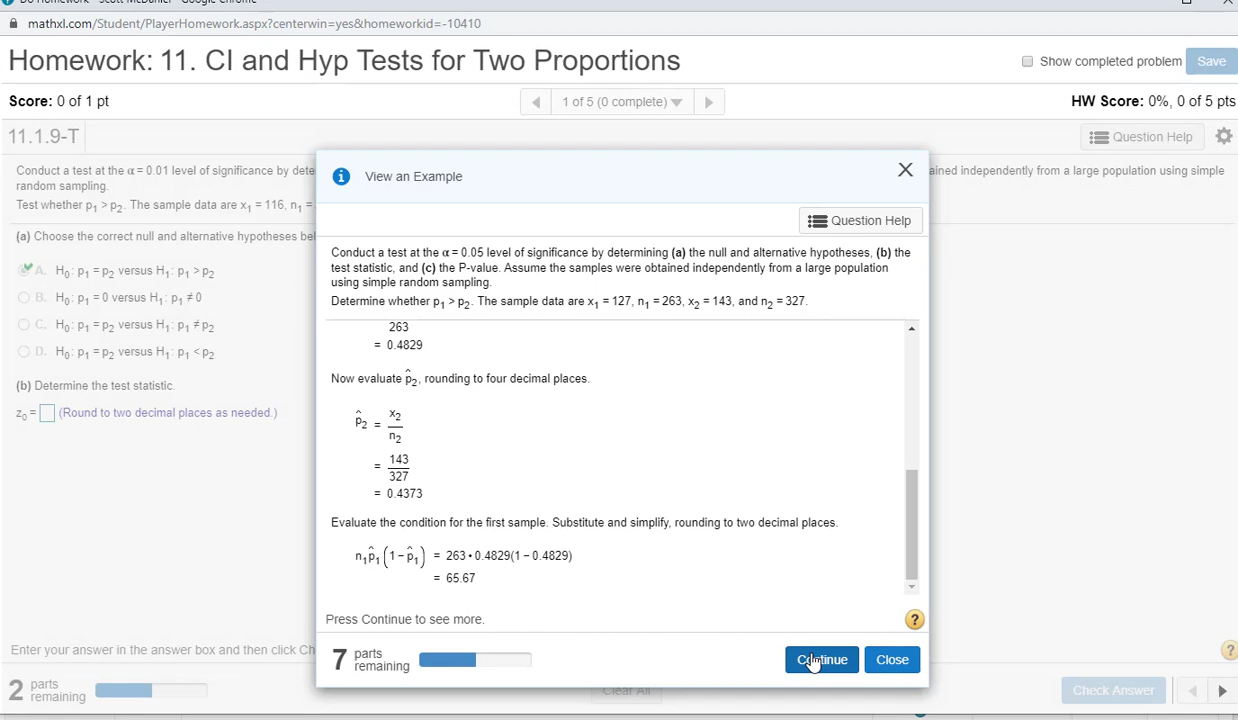 Do Homework - Scott McDaniel - Google Chrome
mathxl.com/Student/PlayerHomework.aspx?centerwin=yes&homeworkid=-10410
Homework: 11. CI and Hyp Tests for Two Proportions
Show completed problem
Save
Score: 0 of 1 pt
1 of 5 (0 complete)
HW Score: 0%, 0 of 5 pts
11.1.9-T
Question Help
Conduct a test at the α = 0.01 level of significance by dete
ained independently from a large population using simple
random sampling.
Test whether p₁ > p₂. The sample data are x₁ = 116, n₁ =
(a) Choose the correct null and alternative hypotheses bel
A. H₀: p₁ = p₂ versus H₁: p₁ > p₂
B. H₀: p₁ = 0 versus H₁: p₁ ≠ 0
C. H₀: p₁ = p₂ versus H₁: p₁ ≠ p₂
D. H₀: p₁ = p₂ versus H₁: p₁ < p₂
(b) Determine the test statistic.
z₀ = (Round to two decimal places as needed.)
View an Example
Question Help
Conduct a test at the α = 0.05 level of significance by determining (a) the null and alternative hypotheses, (b) the
test statistic, and (c) the P-value. Assume the samples were obtained independently from a large population
using simple random sampling.
Determine whether p₁ > p₂. The sample data are x₁ = 127, n₁ = 263, x₂ = 143, and n₂ = 327.
263
= 0.4829
Now evaluate p̂₂, rounding to four decimal places.
p̂₂ = x₂
n₂
= 143
327
= 0.4373
Evaluate the condition for the first sample. Substitute and simplify, rounding to two decimal places.
n₁p̂₁(1 − p̂₁) = 263•0.4829(1 − 0.4829)
= 65.67
Press Continue to see more.
?
7 parts
remaining
Continue
Close
Enter your answer in the answer box and then click Ch
?
2 parts
remaining
Clear All
Check Answer